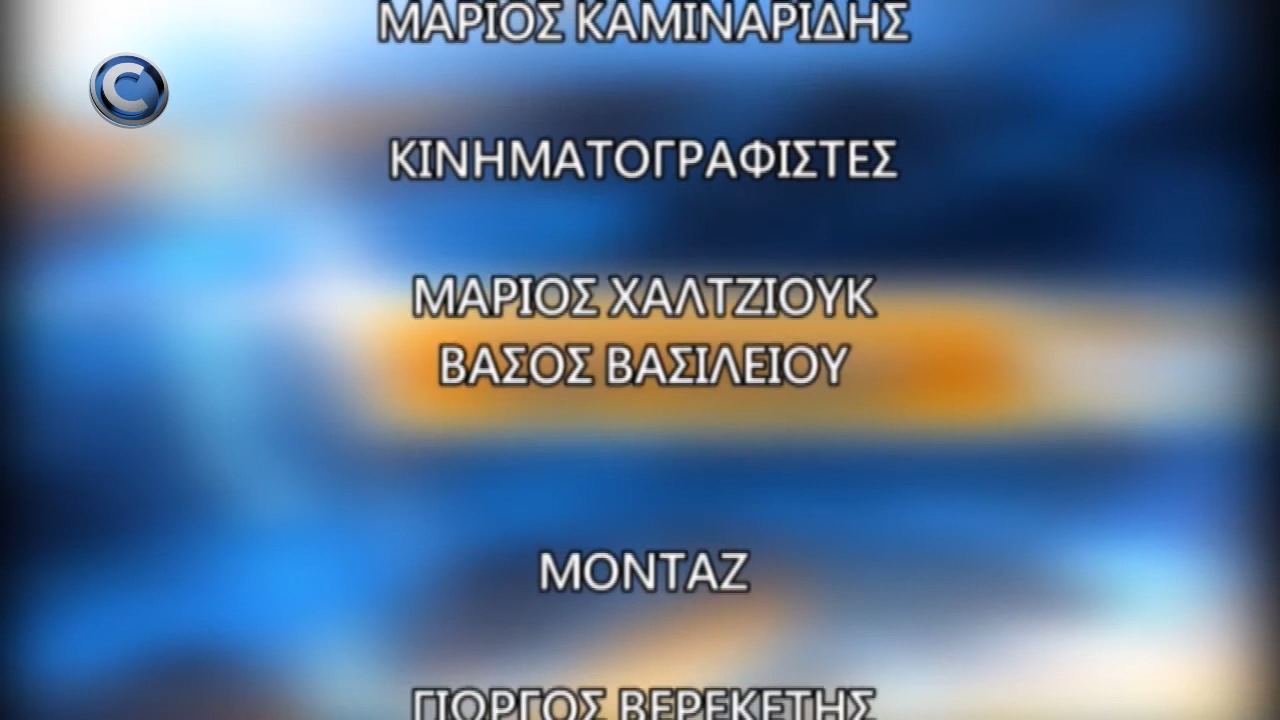 ΜΑΡΙΟΣ ΚΑΜΙΝΑΡΙΔΗΣ
ΚΙΝΗΜΑΤΟΓΡΑΦΙΣΤΕΣ
ΜΑΡΙΟΣ ΧΑΛΤΖΙΟΥΚ
ΒΑΣΟΣ ΒΑΣΙΛΕΙΟΥ
ΜΟΝΤΑΖ
ΓΙΩΡΓΟΣ ΒΕΡΕΚΕΤΗΣ